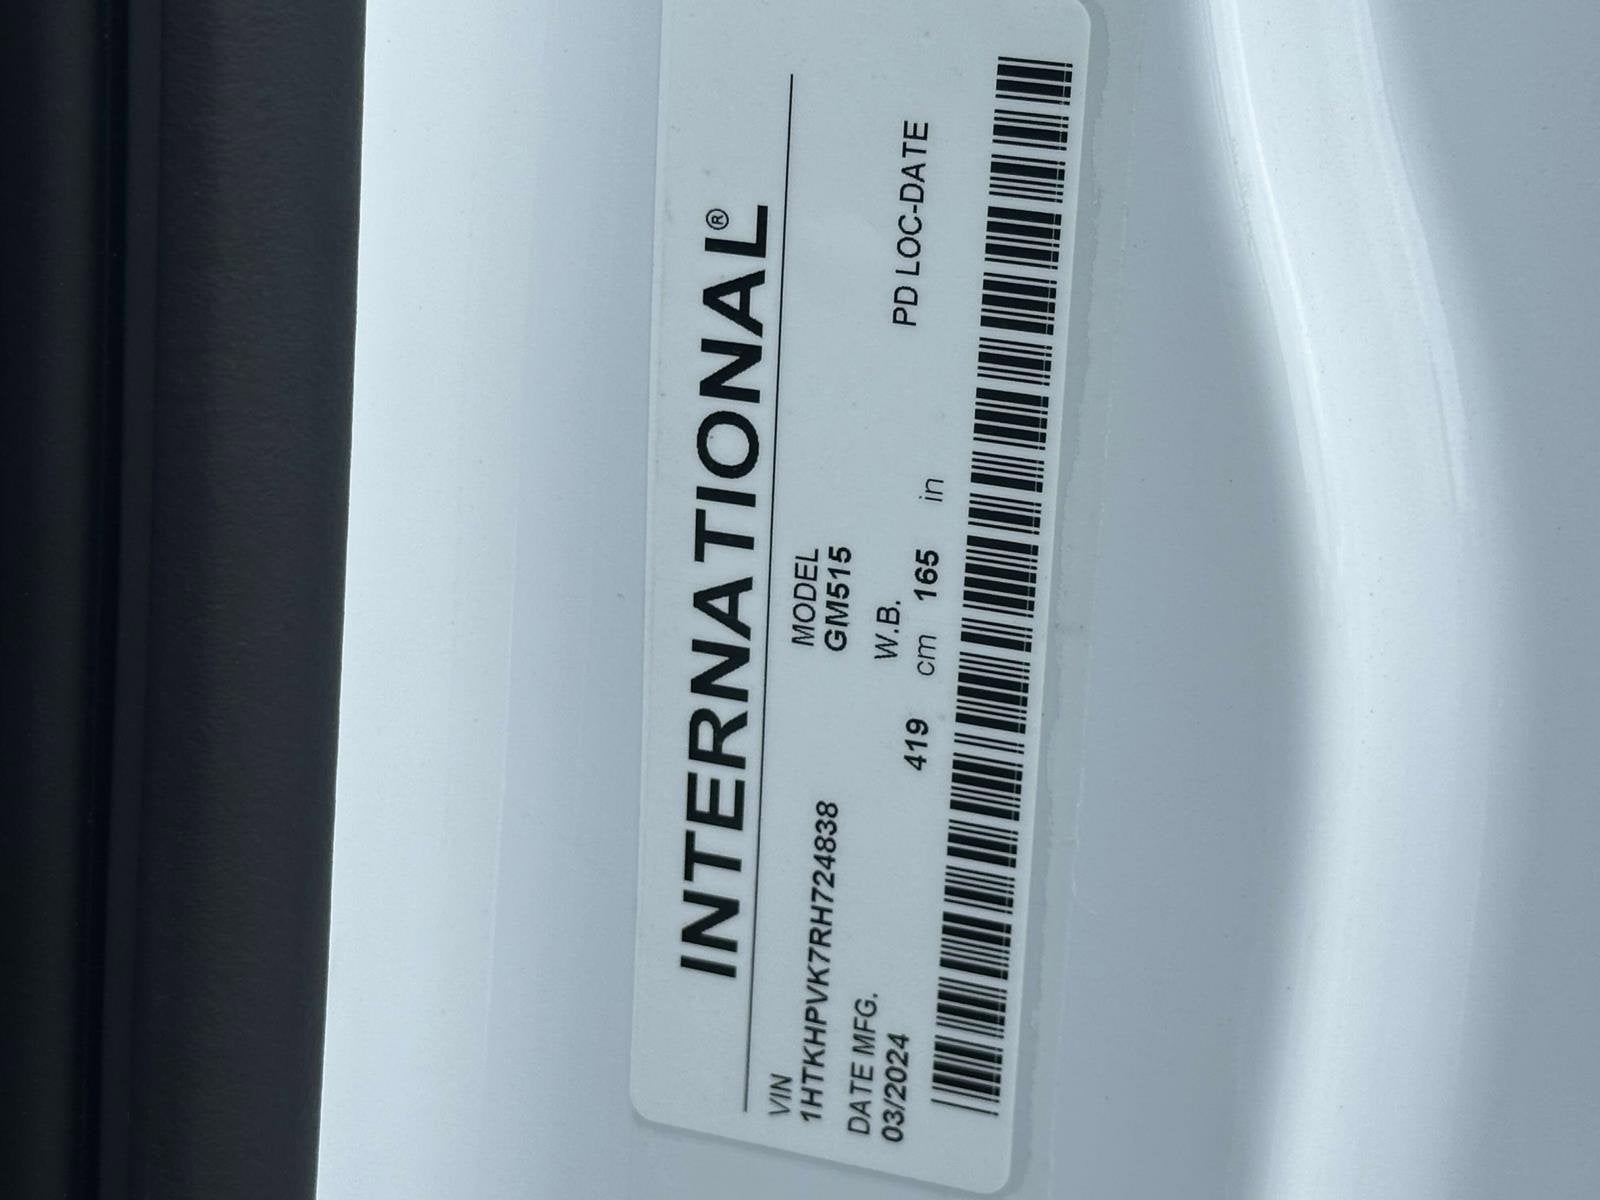 INTERNATIONAL®
VIN
1HTKHPVK7RH724838
MODEL
GM515
DATE MFG.
03/2024
W.B.
419 cm 165 in
PD LOC-DATE